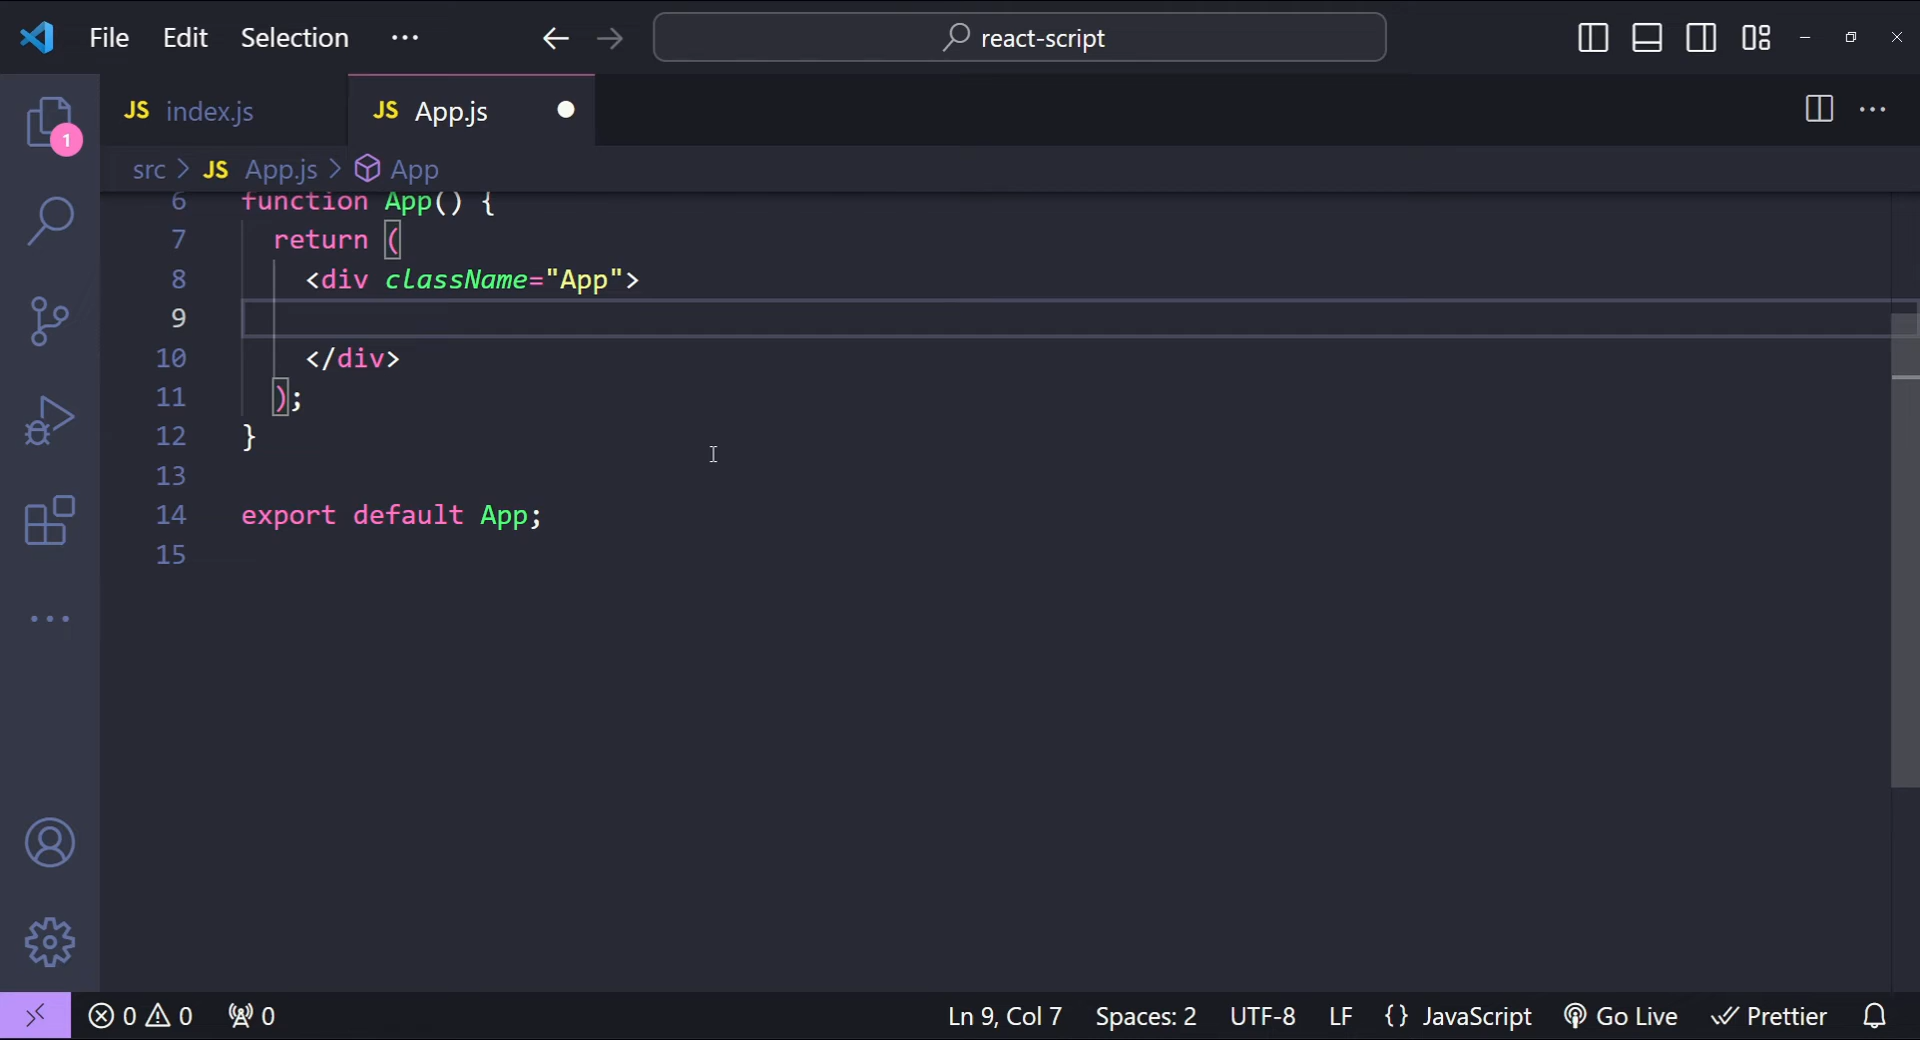 File Edit Selection ··· react-script
JS index.js JS App.js
src > JS App.js > App
6 function App() {
7 return (
8 <div className="App">
9
10 </div>
11 );
12 }
13
14 export default App;
15
1
0 0 0 Ln 9, Col 7 Spaces: 2 UTF-8 LF {} JavaScript Go Live Prettier